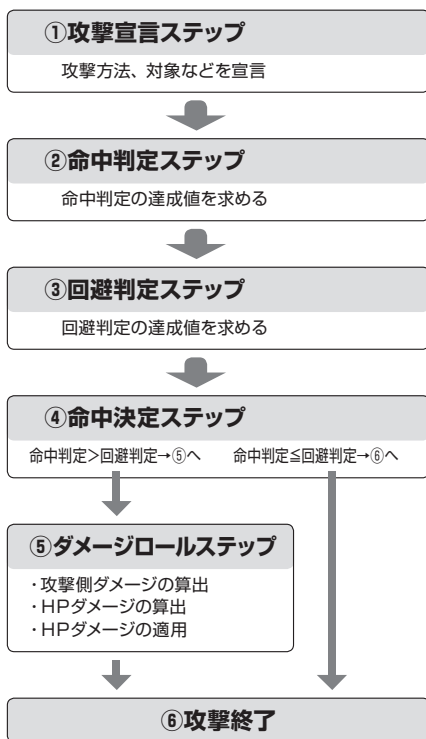 ①攻撃宣言ステップ
攻撃方法、対象などを宣言
②命中判定ステップ
命中判定の達成値を求める
③回避判定ステップ
回避判定の達成値を求める
④命中決定ステップ
命中判定>回避判定→⑤へ 命中判定≦回避判定→⑥へ
⑤ダメージロールステップ
・攻撃側ダメージの算出
・HPダメージの算出
・HPダメージの適用
⑥攻撃終了